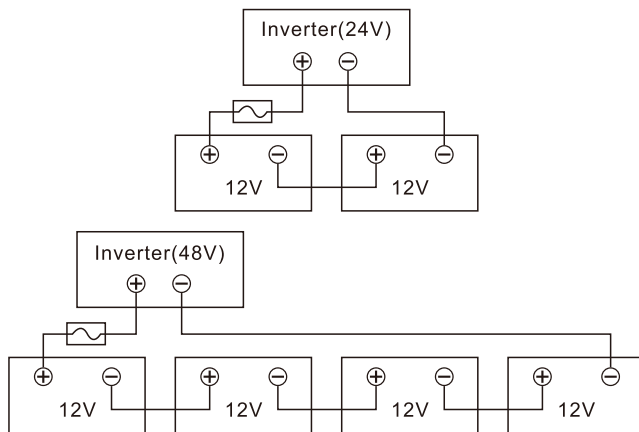 Inverter(24V)
+ −
+ − + −
12V 12V
Inverter(48V)
+ −
+ − + − + − + −
12V 12V 12V 12V